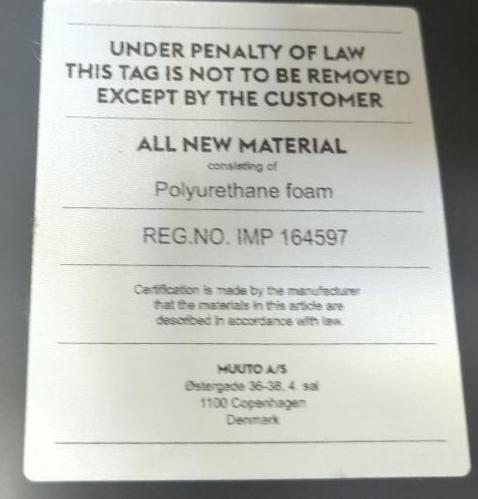 UNDER PENALTY OF LAW
THIS TAG IS NOT TO BE REMOVED
EXCEPT BY THE CUSTOMER
ALL NEW MATERIAL
consisting of
Polyurethane foam
REG.NO. IMP 164597
Certification is made by the manufacturer
that the materials in this article are
described in accordance with law.
MUUTO A/S
Østergade 36-38, 4. sal
1100 Copenhagen
Denmark